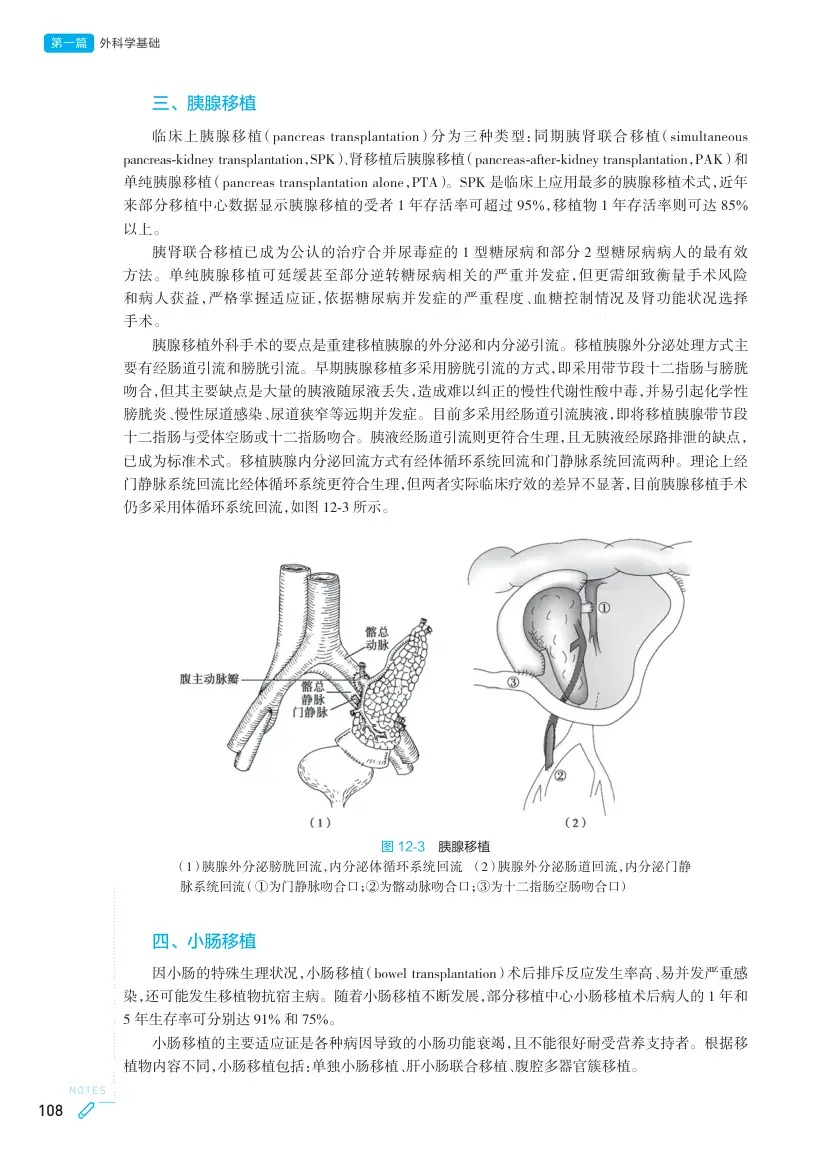 第一篇 外科学基础
三、胰腺移植
临床上胰腺移植(pancreas transplantation)分为三种类型:同期胰肾联合移植(simultaneous
pancreas-kidney transplantation,SPK)、肾移植后胰腺移植(pancreas-after-kidney transplantation,PAK)和
单纯胰腺移植(pancreas transplantation alone,PTA)。SPK 是临床上应用最多的胰腺移植术式,近年
来部分移植中心数据显示胰腺移植的受者 1 年存活率可超过 95%,移植物 1 年存活率则可达 85%
以上。
胰肾联合移植已成为公认的治疗合并尿毒症的 1 型糖尿病和部分 2 型糖尿病病人的最有效
方法。单纯胰腺移植可延缓甚至部分逆转糖尿病相关的严重并发症,但更需细致衡量手术风险
和病人获益,严格掌握适应证,依据糖尿病并发症的严重程度、血糖控制情况及肾功能状况选择
手术。
胰腺移植外科手术的要点是重建移植胰腺的外分泌和内分泌引流。移植胰腺外分泌处理方式主
要有经肠道引流和膀胱引流。早期胰腺移植多采用膀胱引流的方式,即采用带节段十二指肠与膀胱
吻合,但其主要缺点是大量的胰液随尿液丢失,造成难以纠正的慢性代谢性酸中毒,并易引起化学性
膀胱炎、慢性尿道感染、尿道狭窄等远期并发症。目前多采用经肠道引流胰液,即将移植胰腺带节段
十二指肠与受体空肠或十二指肠吻合。胰液经肠道引流则更符合生理,且无胰液经尿路排泄的缺点,
已成为标准术式。移植胰腺内分泌回流方式有经体循环系统回流和门静脉系统回流两种。理论上经
门静脉系统回流比经体循环系统更符合生理,但两者实际临床疗效的差异不显著,目前胰腺移植手术
仍多采用体循环系统回流,如图 12-3 所示。
髂总
动脉
腹主动脉瓣
髂总
静脉
门静脉
(1)
①
③
②
(2)
图 12-3 胰腺移植
(1)胰腺外分泌膀胱回流,内分泌体循环系统回流 (2)胰腺外分泌肠道回流,内分泌门静
脉系统回流(①为门静脉吻合口;②为髂动脉吻合口;③为十二指肠空肠吻合口)
四、小肠移植
因小肠的特殊生理状况,小肠移植(bowel transplantation)术后排斥反应发生率高、易并发严重感
染,还可能发生移植物抗宿主病。随着小肠移植不断发展,部分移植中心小肠移植术后病人的 1 年和
5 年生存率可分别达 91% 和 75%。
小肠移植的主要适应证是各种病因导致的小肠功能衰竭,且不能很好耐受营养支持者。根据移
植物内容不同,小肠移植包括:单独小肠移植、肝小肠联合移植、腹腔多器官簇移植。
NOTES
108